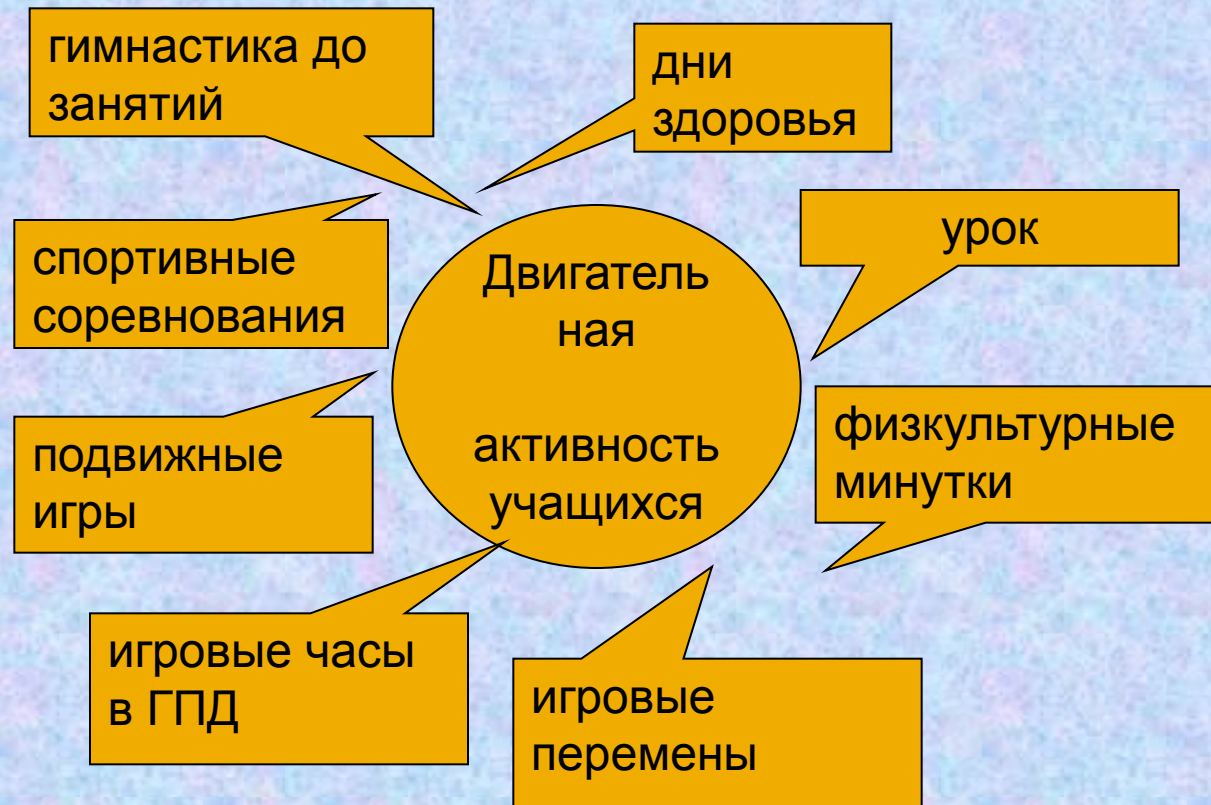 гимнастика до
занятий
дни
здоровья
урок
спортивные
соревнования
Двигатель
ная
активность
учащихся
физкультурные
минутки
подвижные
игры
игровые часы
в ГПД
игровые
перемены